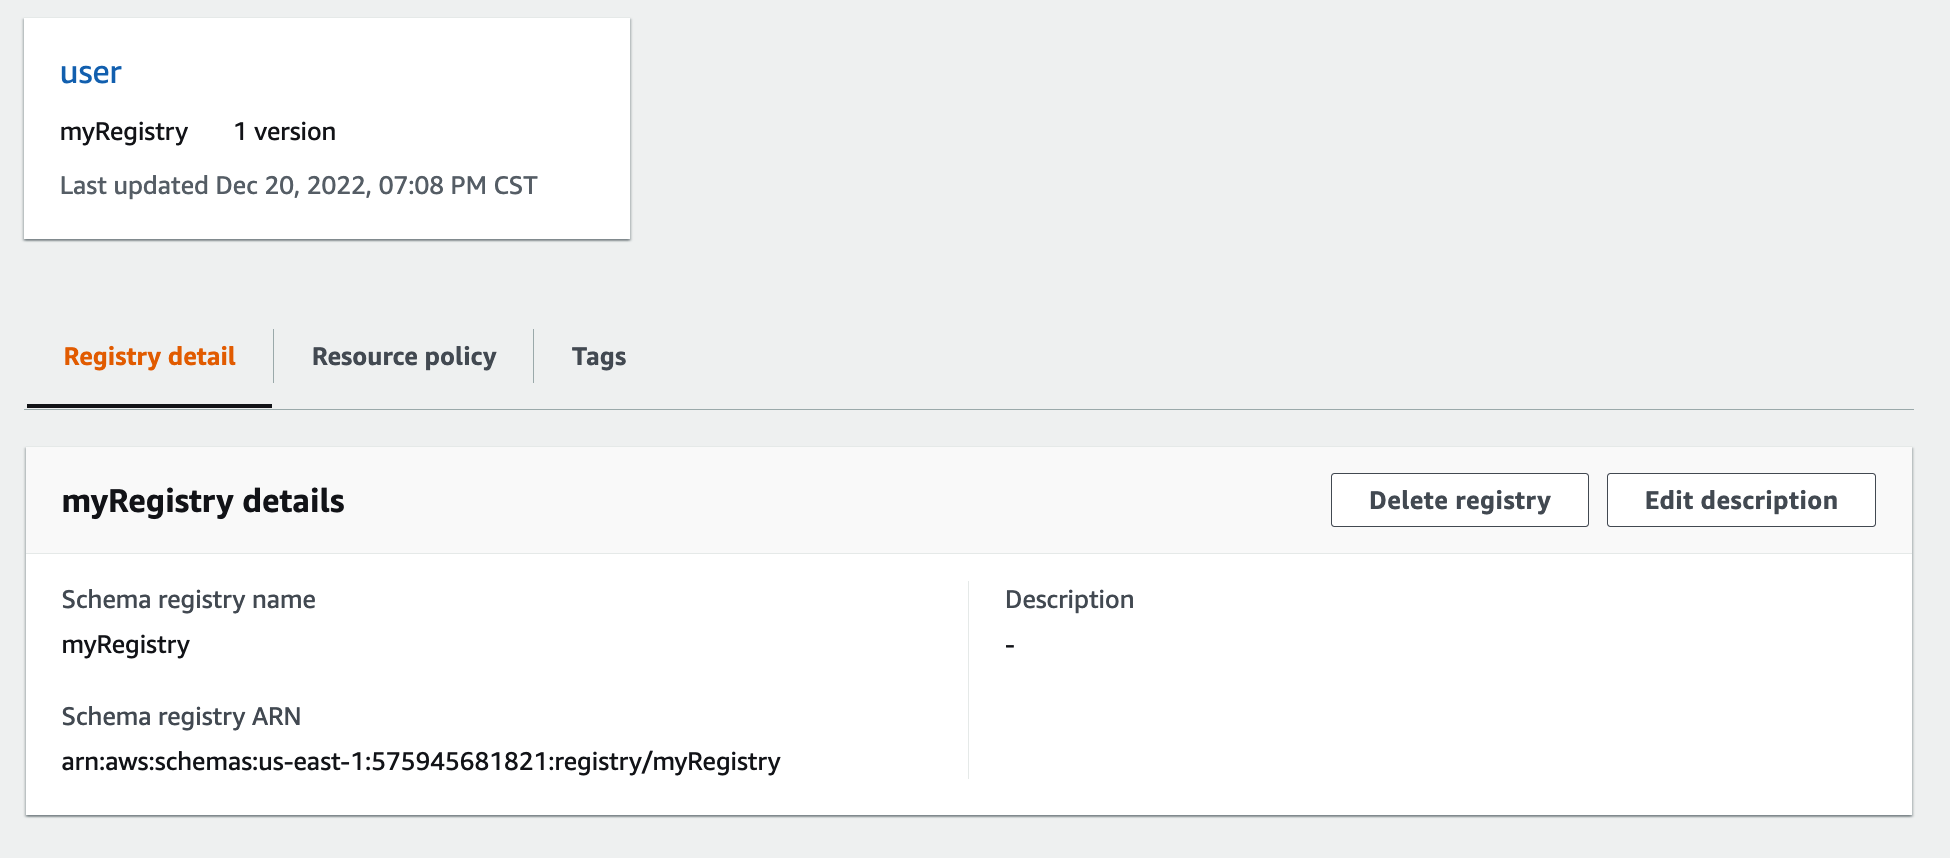 user
myRegistry 1 version
Last updated Dec 20, 2022, 07:08 PM CST
Registry detail Resource policy Tags
myRegistry details Delete registry Edit description
Schema registry name Description
myRegistry -
Schema registry ARN
arn:aws:schemas:us-east-1:575945681821:registry/myRegistry